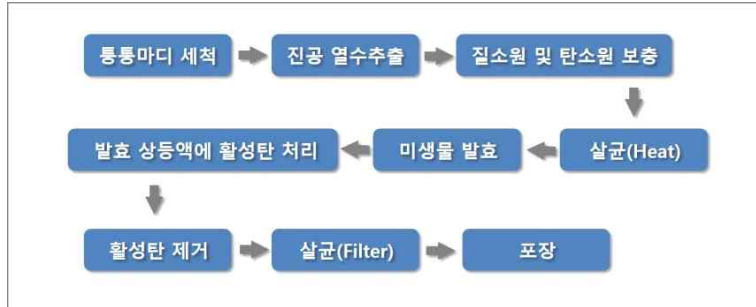 퉁퉁마디 세척
진공 열수추출
질소원 및 탄소원 보충
살균(Heat)
미생물 발효
발효 상등액에 활성탄 처리
활성탄 제거
살균(Filter)
포장